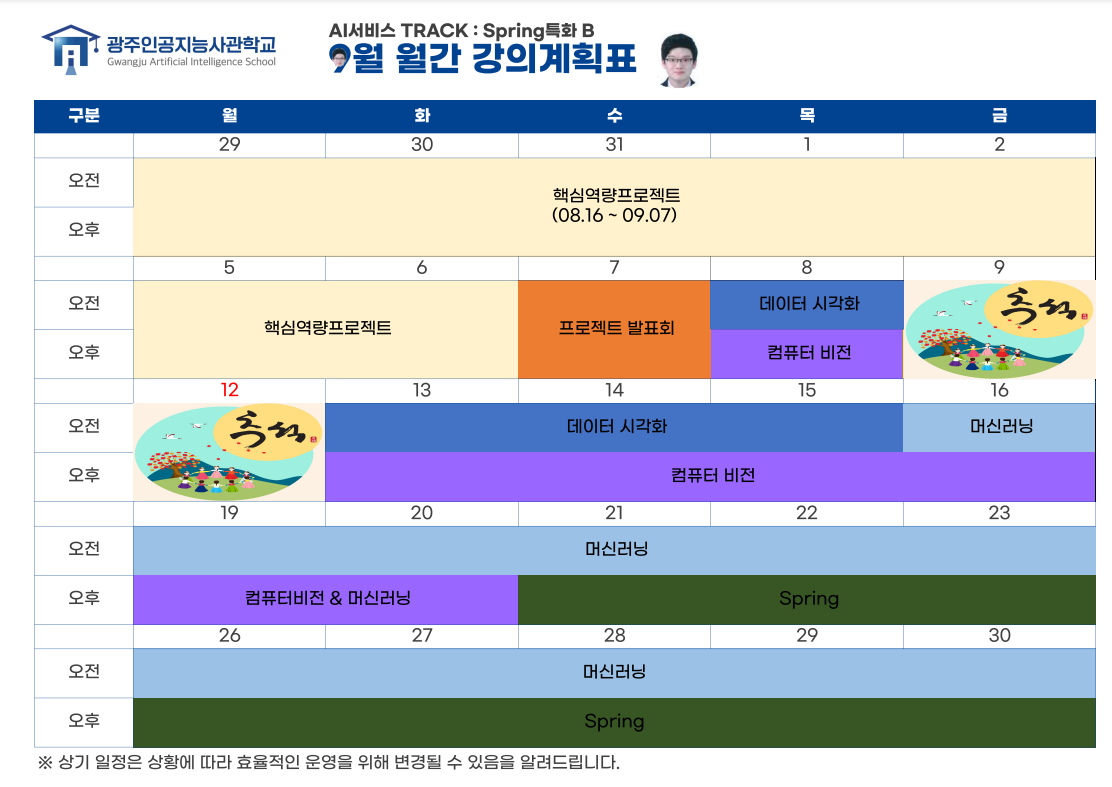 광주인공지능사관학교
Gwangju Artificial Intelligence School
AI서비스 TRACK : Spring특화 B
9월 월간 강의계획표
구분 월 화 수 목 금
29 30 31 1 2
오전
핵심역량프로젝트
(08.16 ~ 09.07)
오후
5 6 7 8 9
오전 데이터 시각화 추석
핵심역량프로젝트 프로젝트 발표회
오후 컴퓨터 비전
12 13 14 15 16
오전 추석 데이터 시각화 머신러닝
오후 컴퓨터 비전
19 20 21 22 23
오전 머신러닝
오후 컴퓨터비전 & 머신러닝 Spring
26 27 28 29 30
오전 머신러닝
오후 Spring
※ 상기 일정은 상황에 따라 효율적인 운영을 위해 변경될 수 있음을 알려드립니다.